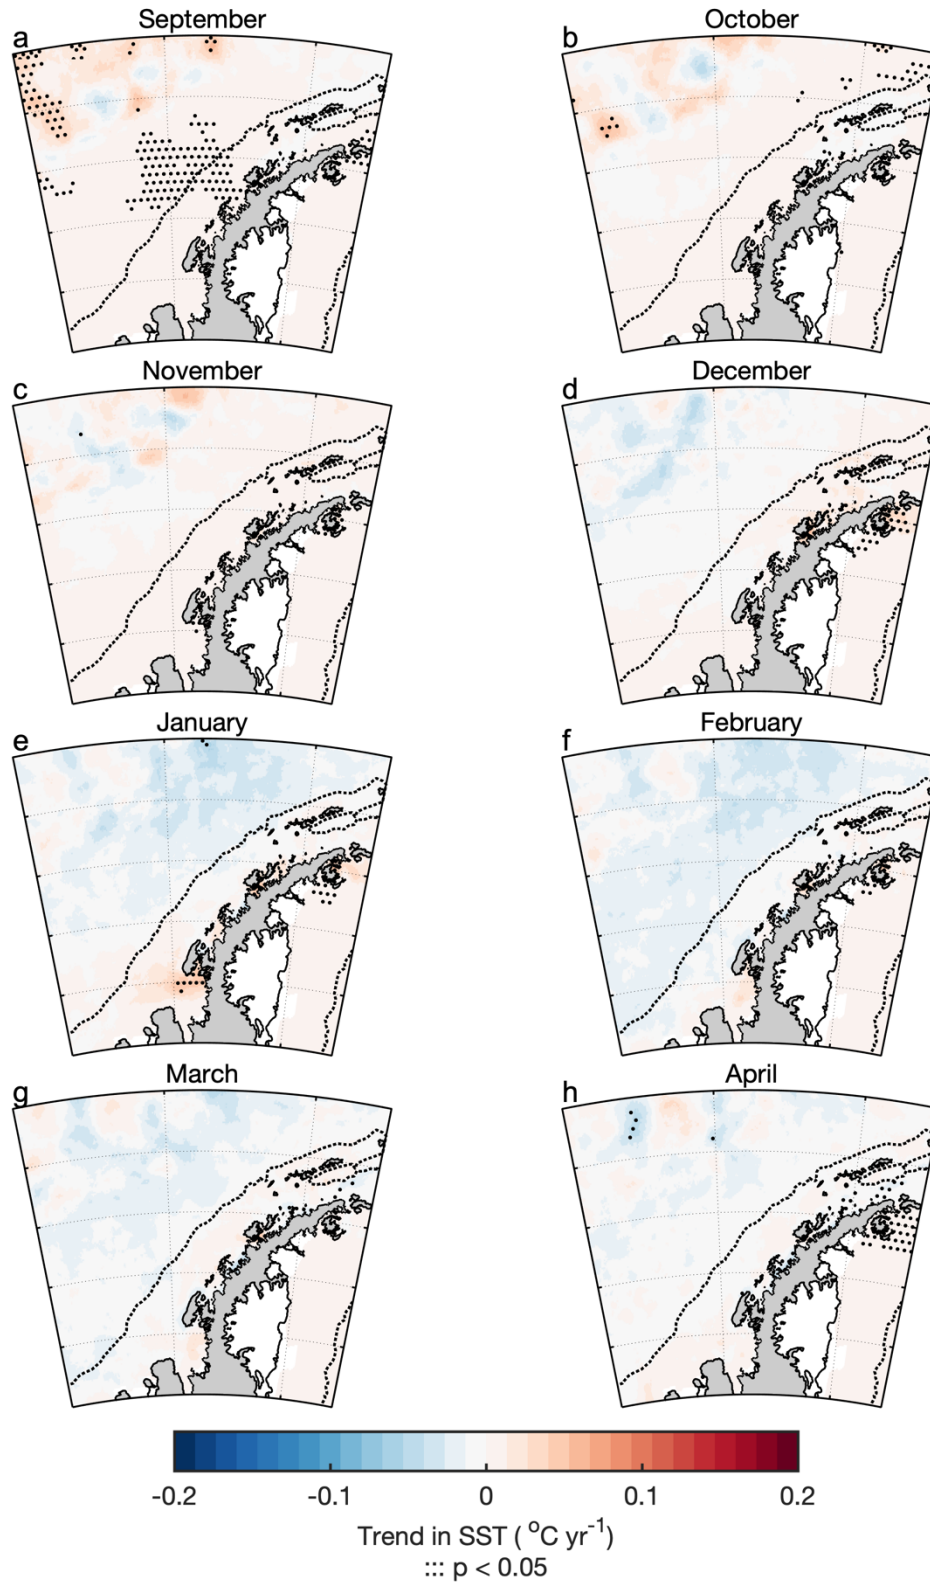 September
October
a
b
November
December
c
d
January
February
e
f
March
April
g
h
-0.2 -0.1 0 0.1 0.2
Trend in SST ( °C yr⁻¹)
::: p < 0.05